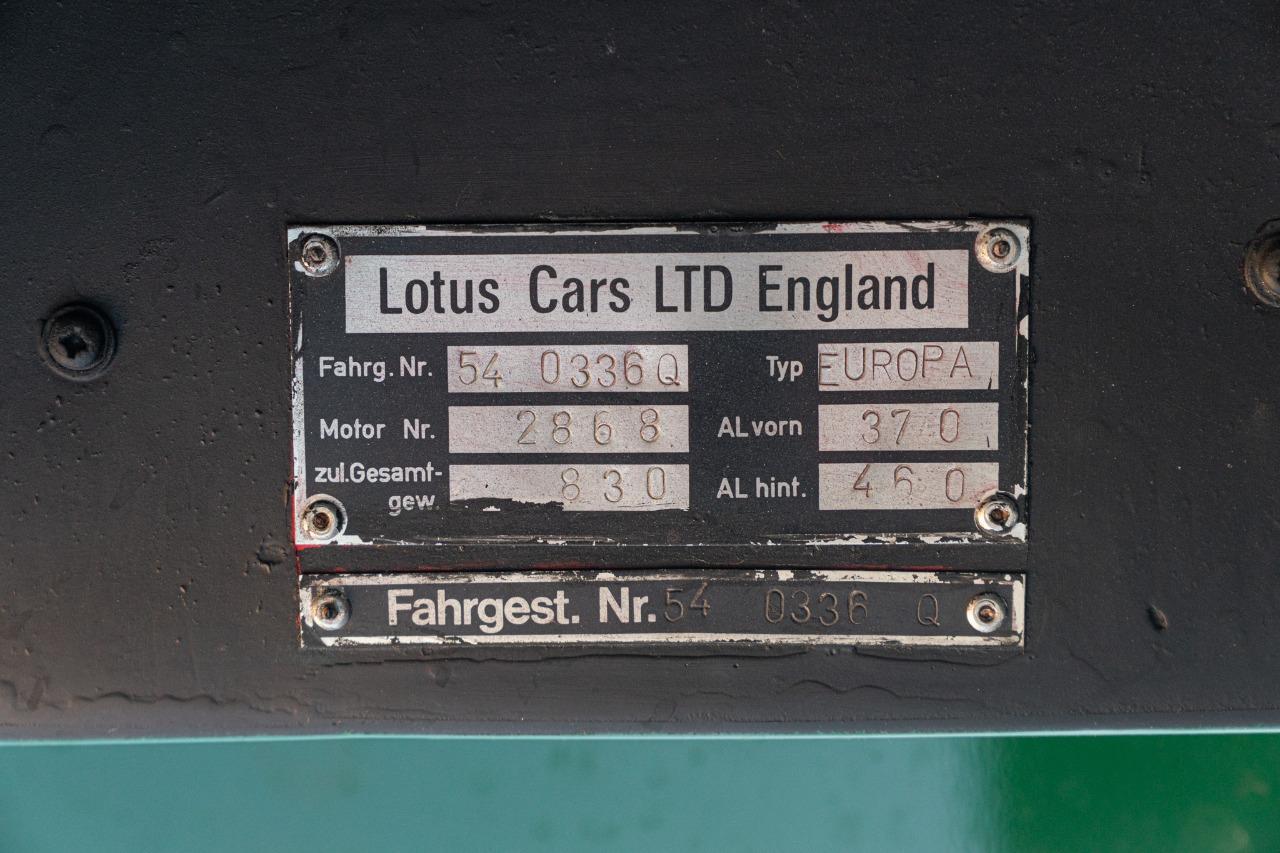 Lotus Cars LTD England
Fahrg. Nr. 54 0336Q Typ EUROPA
Motor Nr. 2868 AL vorn 370
zul.Gesamt-
gew. 830 AL hint. 460
Fahrgest. Nr. 54 0336 Q